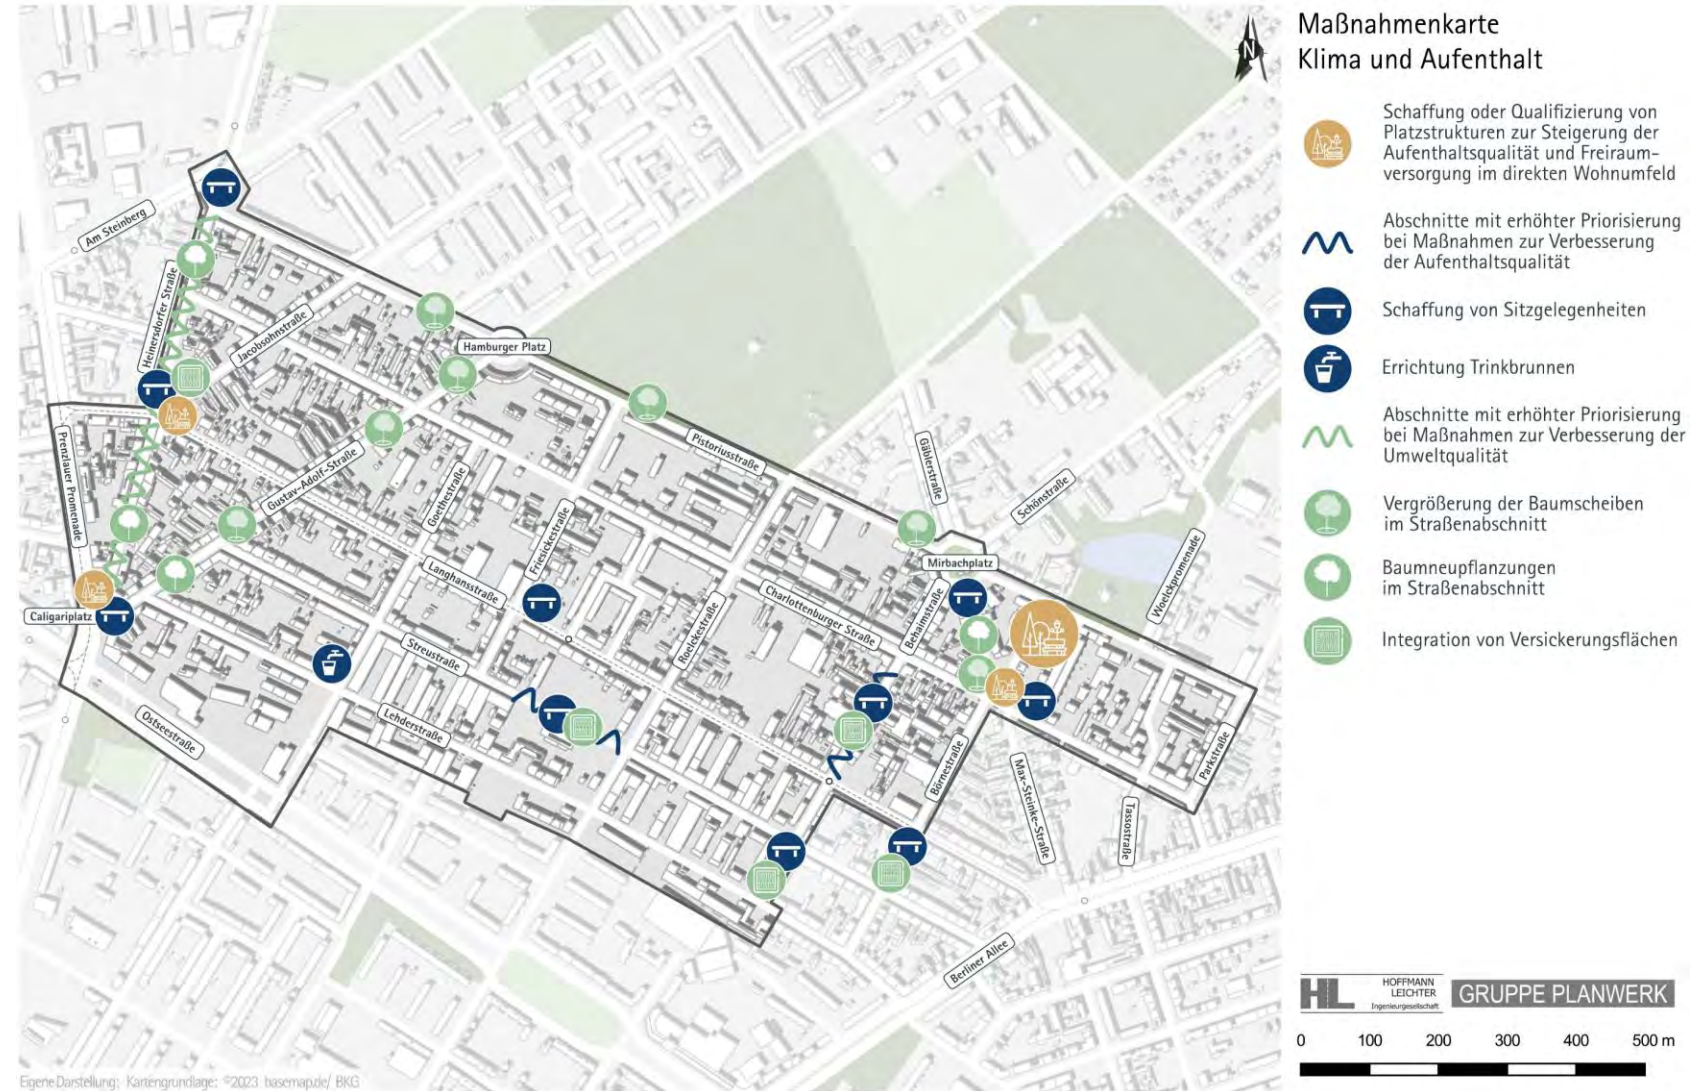 Maßnahmenkarte
Klima und Aufenthalt
N
Schaffung oder Qualifizierung von
Platzstrukturen zur Steigerung der
Aufenthaltsqualität und Freiraum-
versorgung im direkten Wohnumfeld
Abschnitte mit erhöhter Priorisierung
bei Maßnahmen zur Verbesserung
der Aufenthaltsqualität
Schaffung von Sitzgelegenheiten
Errichtung Trinkbrunnen
Abschnitte mit erhöhter Priorisierung
bei Maßnahmen zur Verbesserung der
Umweltqualität
Vergrößerung der Baumscheiben
im Straßenabschnitt
Baumneupflanzungen
im Straßenabschnitt
Integration von Versickerungsflächen
Am Steinberg
Heinersdorfer Straße
Jacobsohnstraße
Hamburger Platz
Prenzlauer Promenade
Gustav-Adolf-Straße
Goethestraße
Pistoriusstraße
Gäblerstraße
Schönstraße
Friesickestraße
Langhansstraße
Mirbachplatz
Woelckpromenade
Caligariplatz
Charlottenburger Straße
Behaimstraße
Roelckestraße
Streustraße
Lehderstraße
Ostseestraße
Börnestraße
Max-Steinke-Straße
Tassostraße
Parkstraße
Berliner Allee
HL
HOFFMANN
LEICHTER
Ingenieurgesellschaft
GRUPPE PLANWERK
0 100 200 300 400 500 m
Eigene Darstellung; Kartengrundlage: ©2023 basemap.de/ BKG